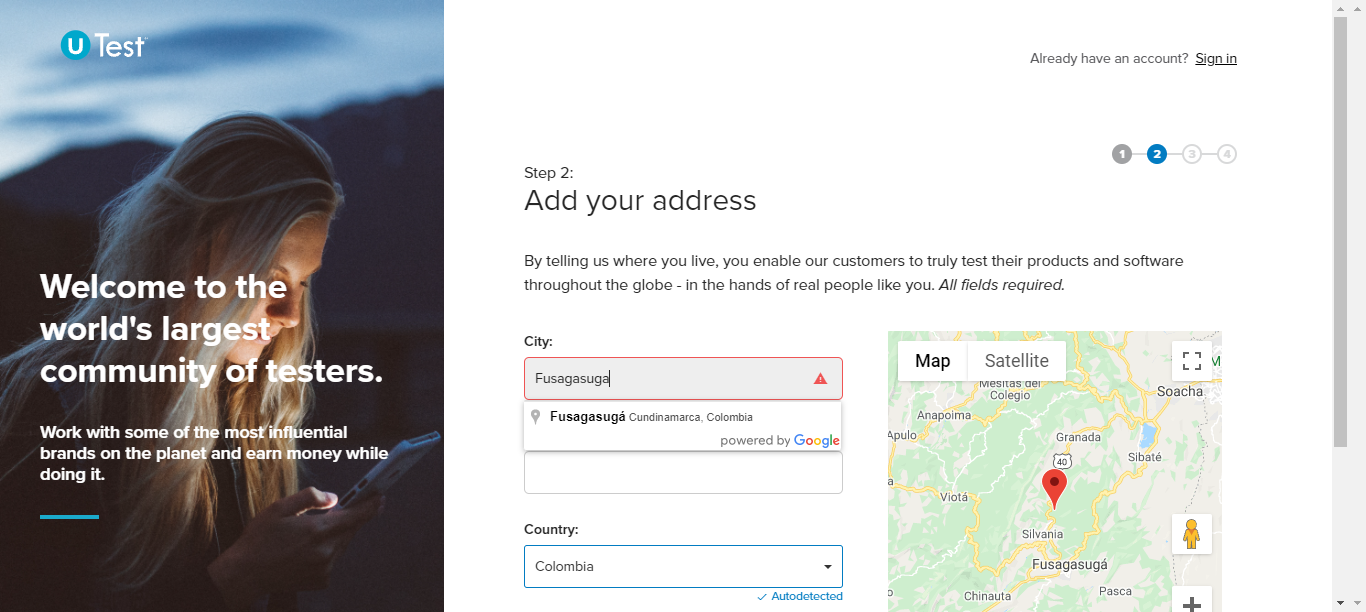 U Test
Already have an account? Sign in
1 2 3 4
Step 2:
Add your address
By telling us where you live, you enable our customers to truly test their products and software
throughout the globe - in the hands of real people like you. All fields required.
Welcome to the
world's largest
community of testers.
Work with some of the most influential
brands on the planet and earn money while
doing it.
City:
Fusagasuga
Fusagasugá Cundinamarca, Colombia
powered by Google
Country:
Colombia
Autodetected
Map Satellite
M
Mesitas del
Colegio
Soacha
Anapoima
Apulo
Granada
Sibaté
40
Viotá
Silvania
Fusagasugá
Chinauta
Pasca